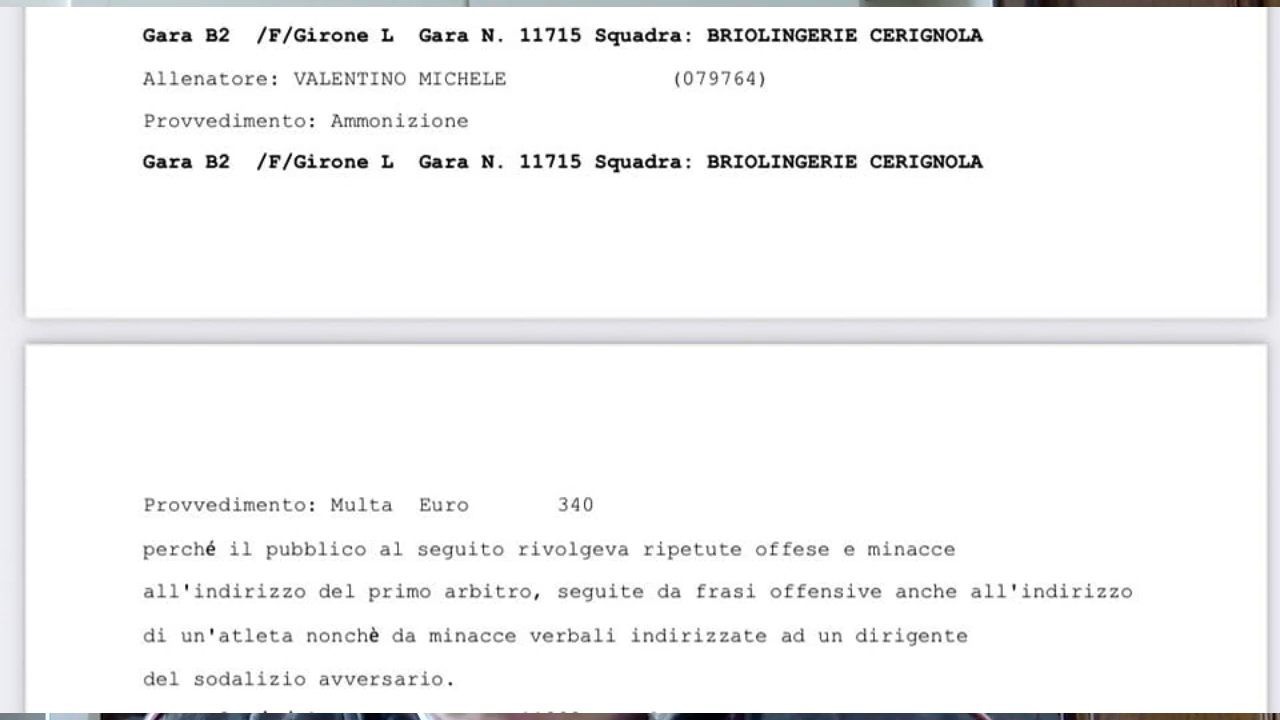 Gara B2 /F/Girone L Gara N. 11715 Squadra: BRIOLINGERIE CERIGNOLA
Allenatore: VALENTINO MICHELE (079764)
Provvedimento: Ammonizione
Gara B2 /F/Girone L Gara N. 11715 Squadra: BRIOLINGERIE CERIGNOLA
Provvedimento: Multa Euro 340
perché il pubblico al seguito rivolgeva ripetute offese e minacce
all'indirizzo del primo arbitro, seguite da frasi offensive anche all'indirizzo
di un'atleta nonchè da minacce verbali indirizzate ad un dirigente
del sodalizio avversario.